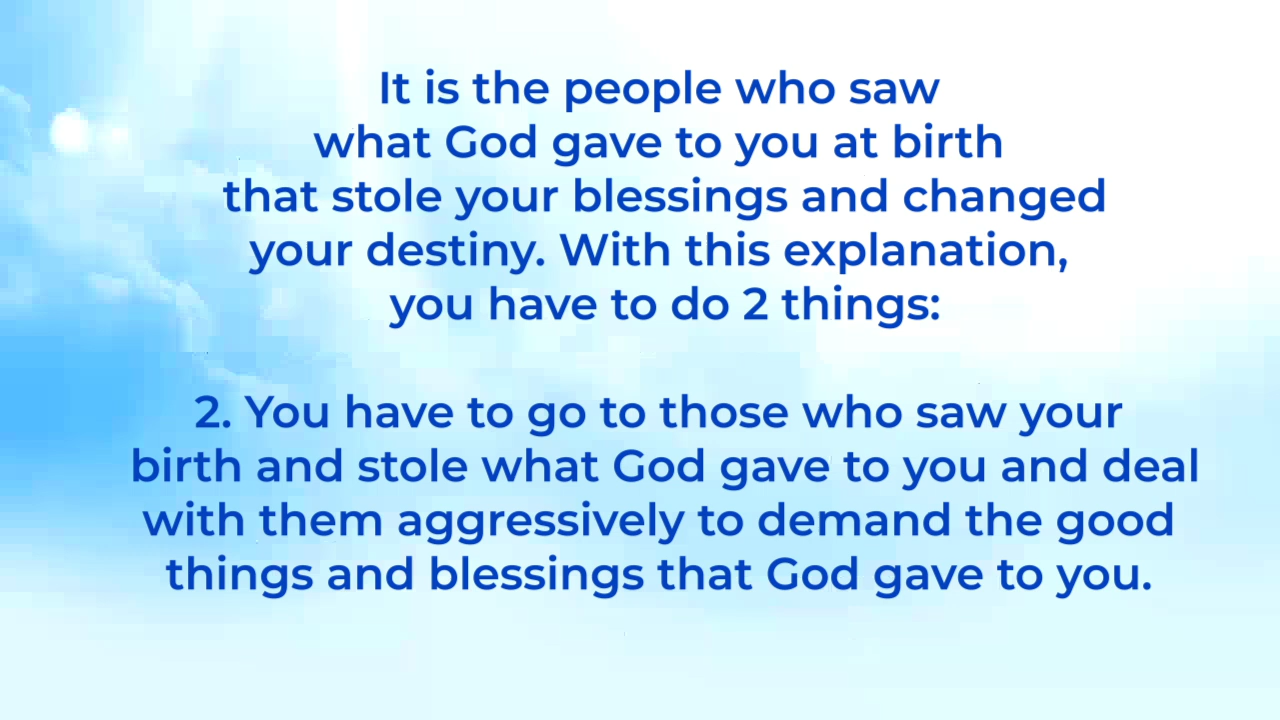 It is the people who saw
what God gave to you at birth
that stole your blessings and changed
your destiny. With this explanation,
you have to do 2 things:
2. You have to go to those who saw your
birth and stole what God gave to you and deal
with them aggressively to demand the good
things and blessings that God gave to you.